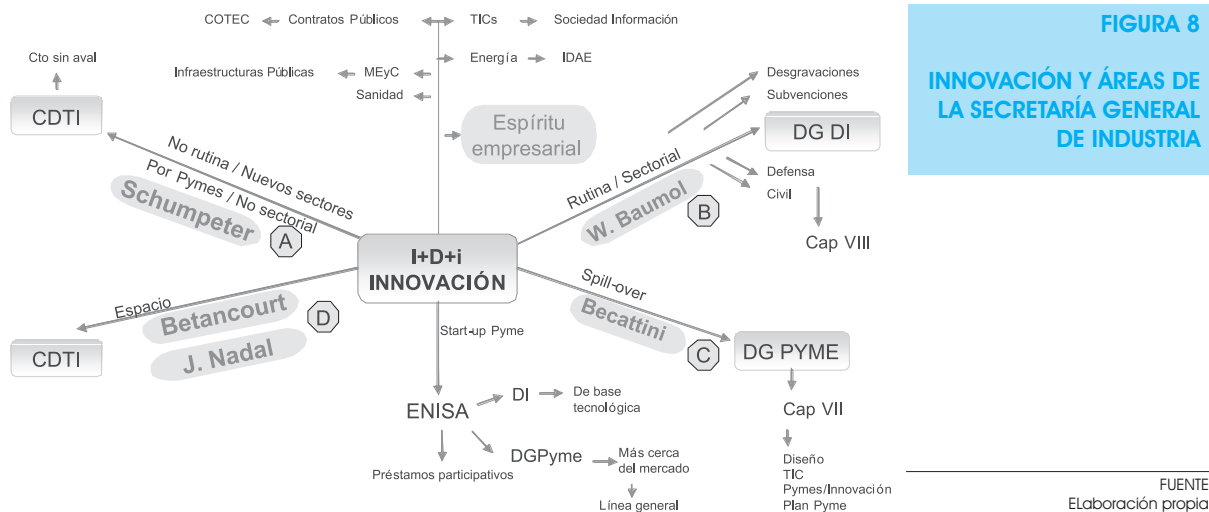 COTEC
Contratos Públicos
TICs
Sociedad Información
Infraestructuras Públicas
MEyC
Energía
IDAE
Sanidad
Espíritu
empresarial
Cto sin aval
CDTI
No rutina / Nuevos sectores
Por Pymes / No sectorial
Schumpeter
A
Desgravaciones
Subvenciones
DG DI
Rutina / Sectorial
W. Baumol
B
Defensa
Civil
Cap VIII
I+D+i
INNOVACIÓN
Espacio
Betancourt
D
J. Nadal
CDTI
Spill-over
Becattini
C
DG PYME
Cap VII
Diseño
TIC
Pymes/Innovación
Plan Pyme
Start-up Pyme
ENISA
DI
De base
tecnológica
DGPyme
Más cerca
del mercado
Línea general
Préstamos participativos
FIGURA 8
INNOVACIÓN Y ÁREAS DE
LA SECRETARÍA GENERAL
DE INDUSTRIA
FUENTE
ELaboración propia